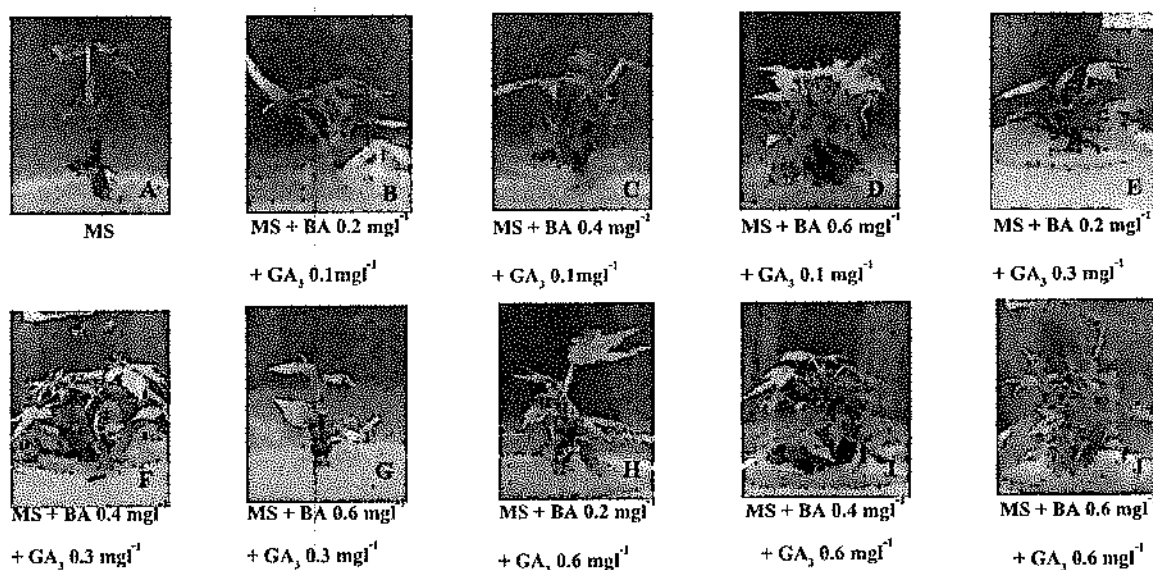 A
B
C
D
E
MS
MS + BA 0.2 mgl⁻¹
+ GA₃ 0.1mgl⁻¹
MS + BA 0.4 mgl⁻¹
+ GA₃ 0.1mgl⁻¹
MS + BA 0.6 mgl⁻¹
+ GA₃ 0.1 mgl⁻¹
MS + BA 0.2 mgl⁻¹
+ GA₃ 0.3 mgl⁻¹
F
G
H
I
J
MS + BA 0.4 mgl⁻¹
+ GA₃ 0.3 mgl⁻¹
MS + BA 0.6 mgl⁻¹
+ GA₃ 0.3 mgl⁻¹
MS + BA 0.2 mgl⁻¹
+ GA₃ 0.6 mgl⁻¹
MS + BA 0.4 mgl⁻¹
+ GA₃ 0.6 mgl⁻¹
MS + BA 0.6 mgl⁻
+ GA₃ 0.6 mgl⁻¹